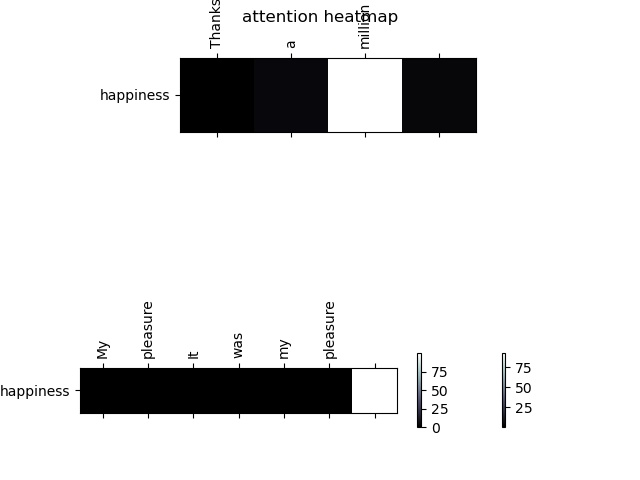 attention heatmap
Thanks
a
million
happiness
My
pleasure
It
was
my
pleasure
happiness
75
50
25
0
75
50
25